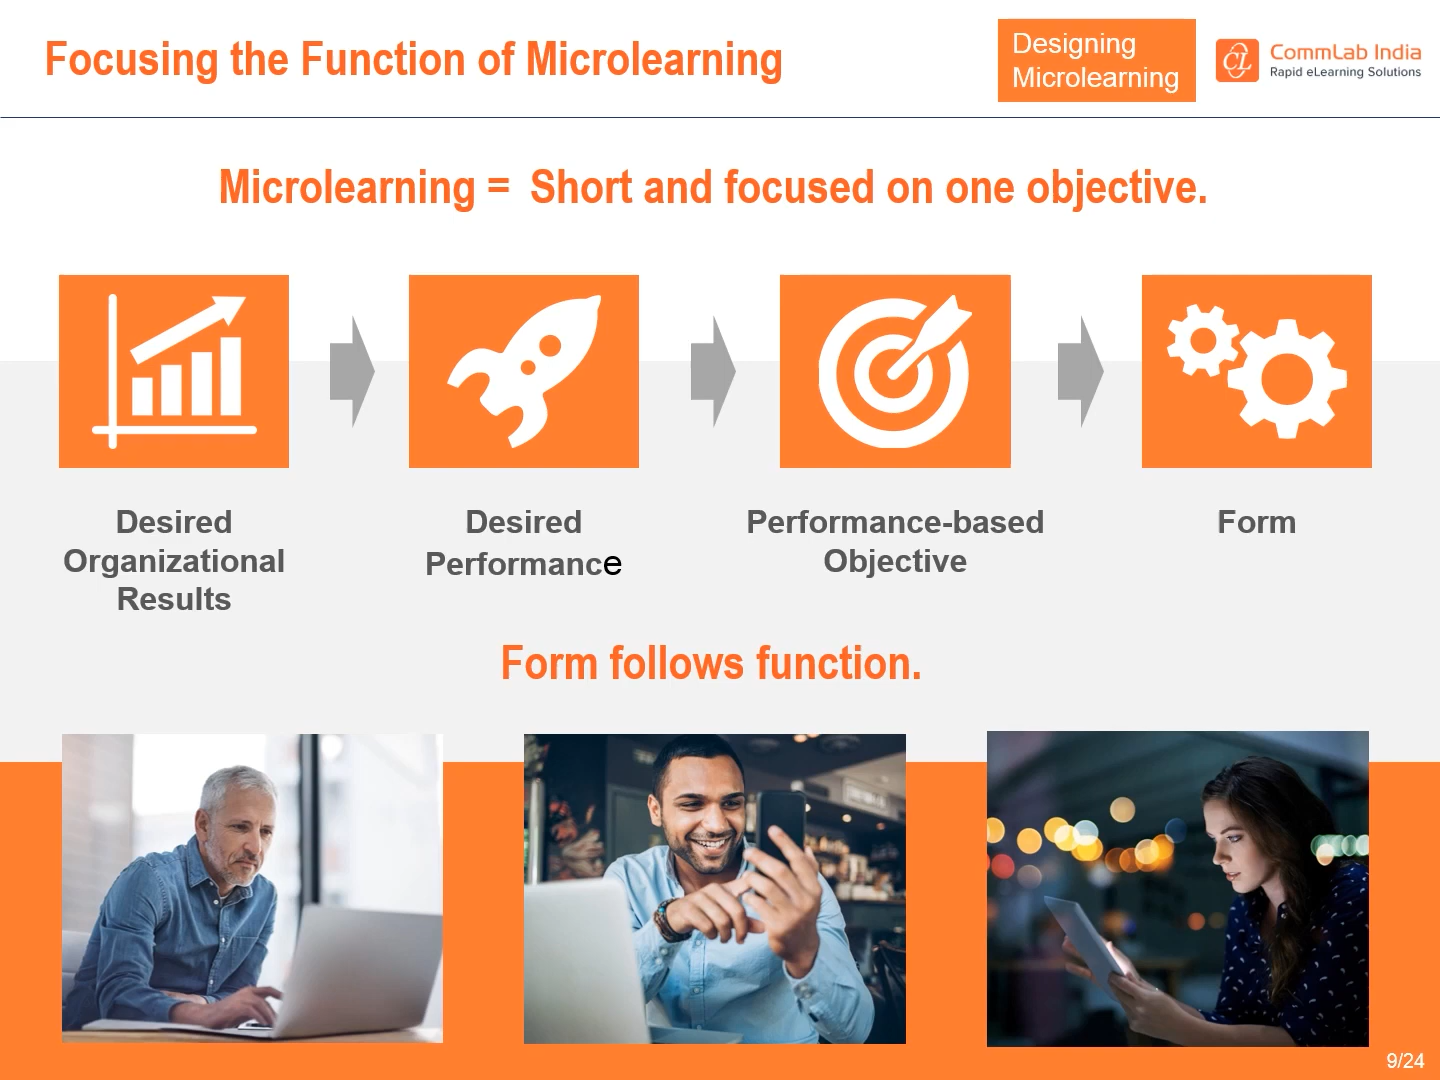 Focusing the Function of Microlearning
Designing
Microlearning
CL
CommLab India
Rapid eLearning Solutions
Microlearning = Short and focused on one objective.
Desired
Organizational
Results
Desired
Performance
Performance-based
Objective
Form
Form follows function.
9/24